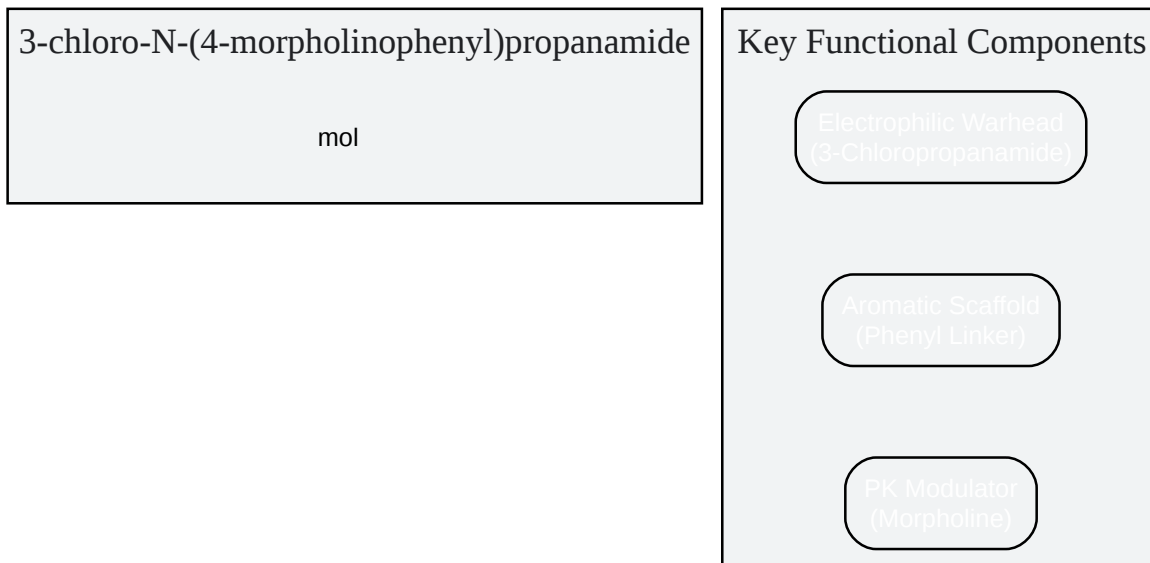 3-chloro-N-(4-morpholinophenyl)propanamide
mol
Key Functional Components
Electrophilic Warhead
(3-Chloropropanamide)
Aromatic Scaffold
(Phenyl Linker)
PK Modulator
(Morpholine)